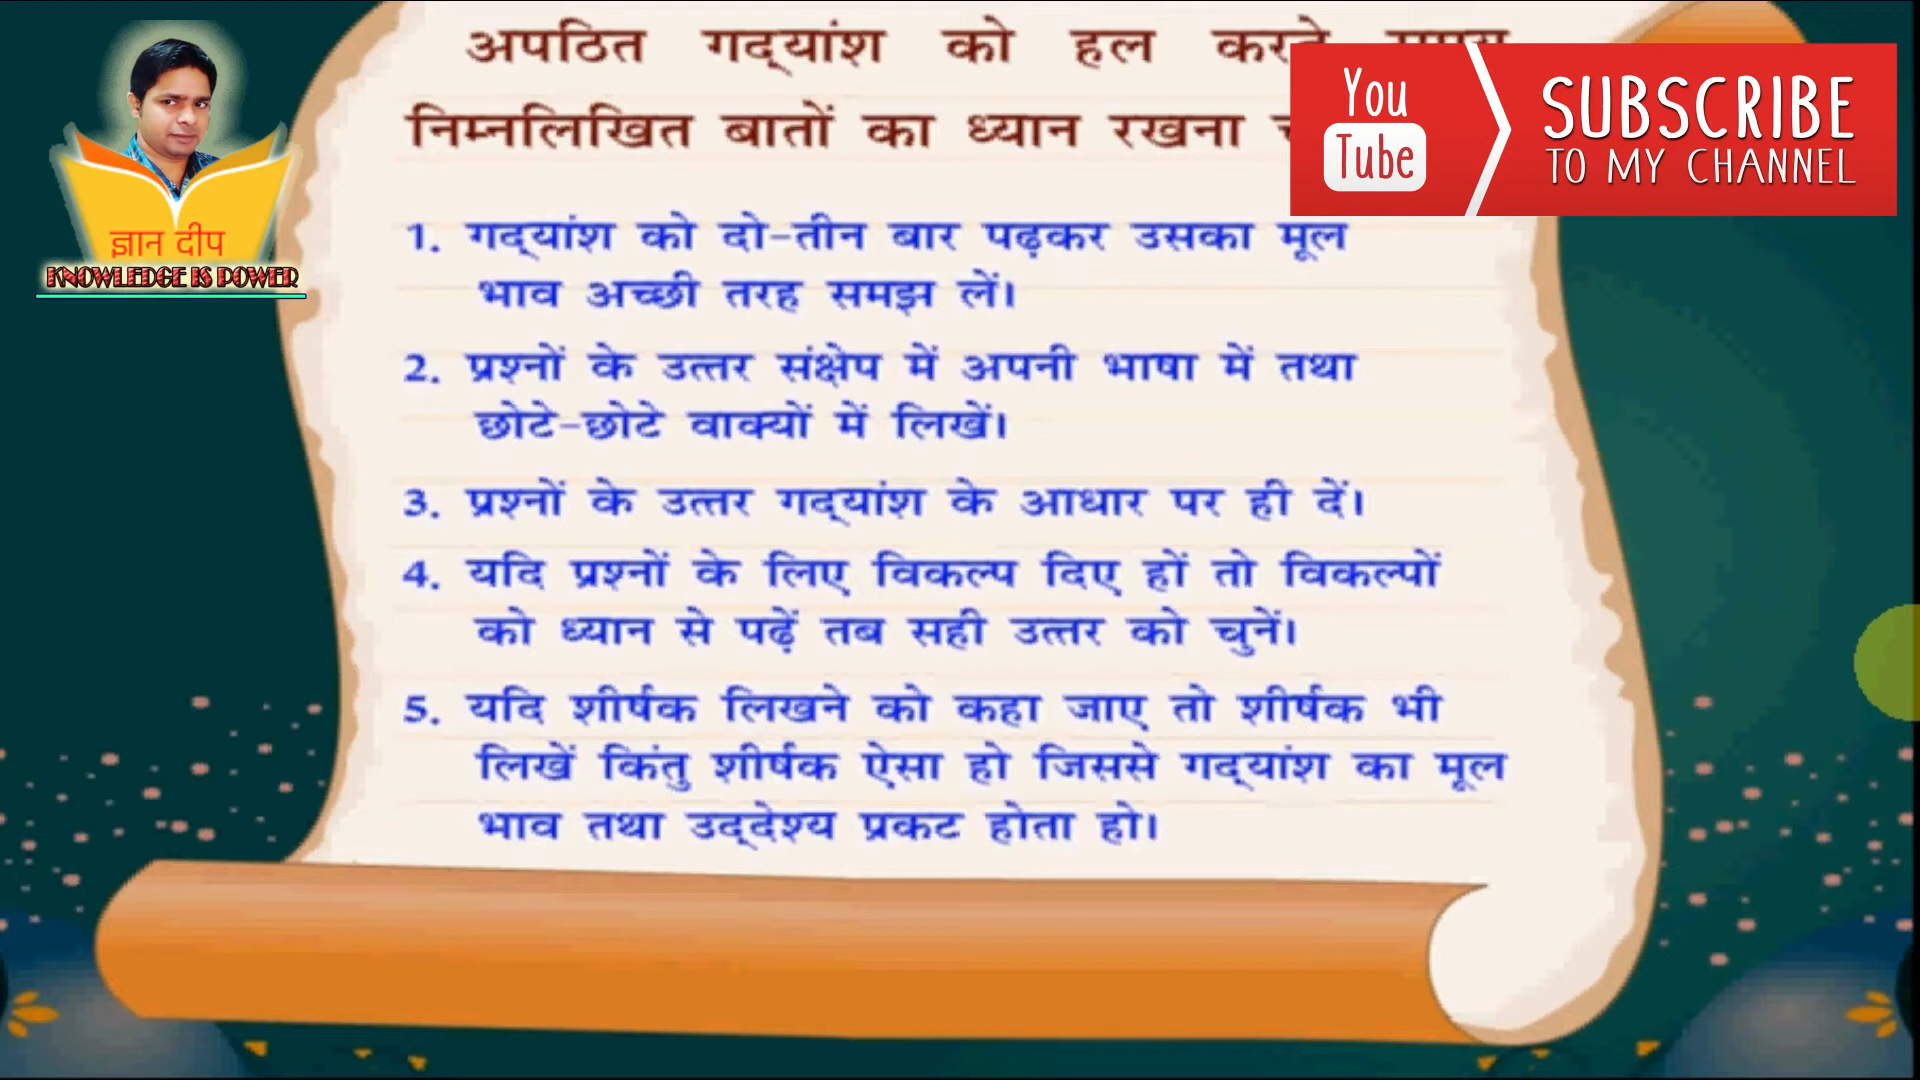 अपठित गद्यांश को हल करते
निम्नलिखित बातों का ध्यान रखना
You
Tube
SUBSCRIBE
TO MY CHANNEL
ज्ञान दीप
KNOWLEDGE IS POWER
1. गद्यांश को दो-तीन बार पढ़कर उसका मूल
भाव अच्छी तरह समझ लें।
2. प्रश्नों के उत्तर संक्षेप में अपनी भाषा में तथा
छोटे-छोटे वाक्यों में लिखें।
3. प्रश्नों के उत्तर गद्यांश के आधार पर ही दें।
4. यदि प्रश्नों के लिए विकल्प दिए हों तो विकल्पों
को ध्यान से पढ़ें तब सही उत्तर को चुनें।
5. यदि शीर्षक लिखने को कहा जाए तो शीर्षक भी
लिखें किंतु शीर्षक ऐसा हो जिससे गद्यांश का मूल
भाव तथा उद्देश्य प्रकट होता हो।